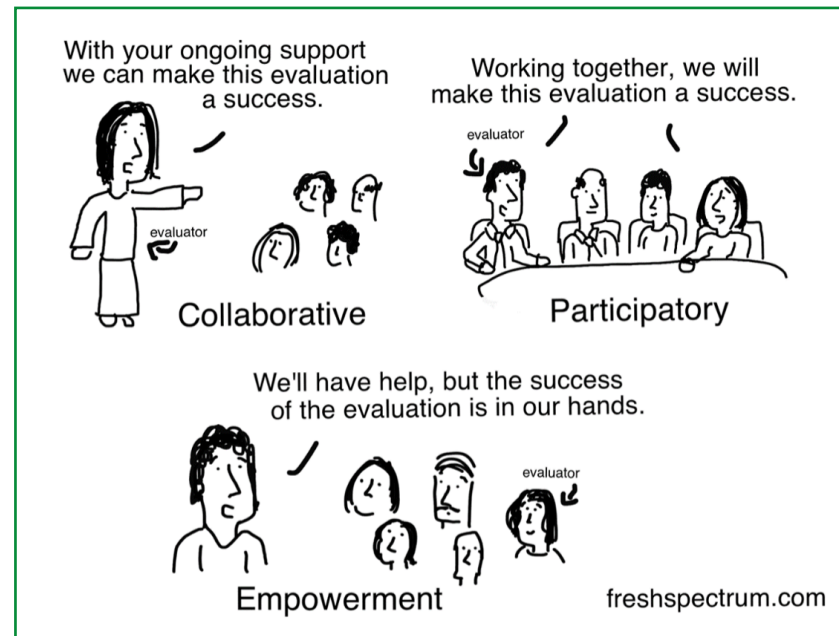 With your ongoing support
we can make this evaluation
a success.
evaluator
Collaborative
Working together, we will
make this evaluation a success.
evaluator
Participatory
We'll have help, but the success
of the evaluation is in our hands.
evaluator
Empowerment
freshspectrum.com